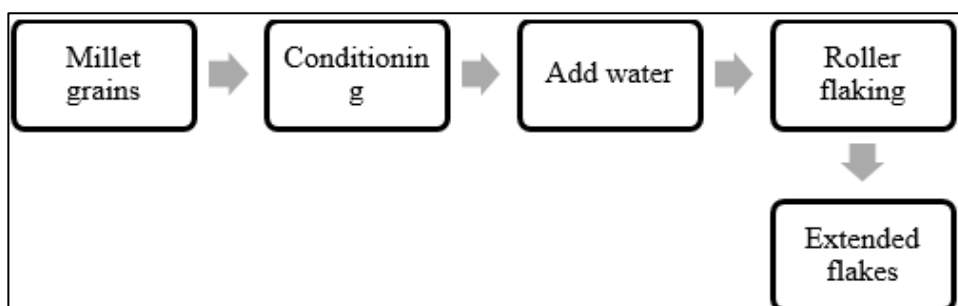 Millet
grains
Conditionin
g
Add water
Roller
flaking
Extended
flakes